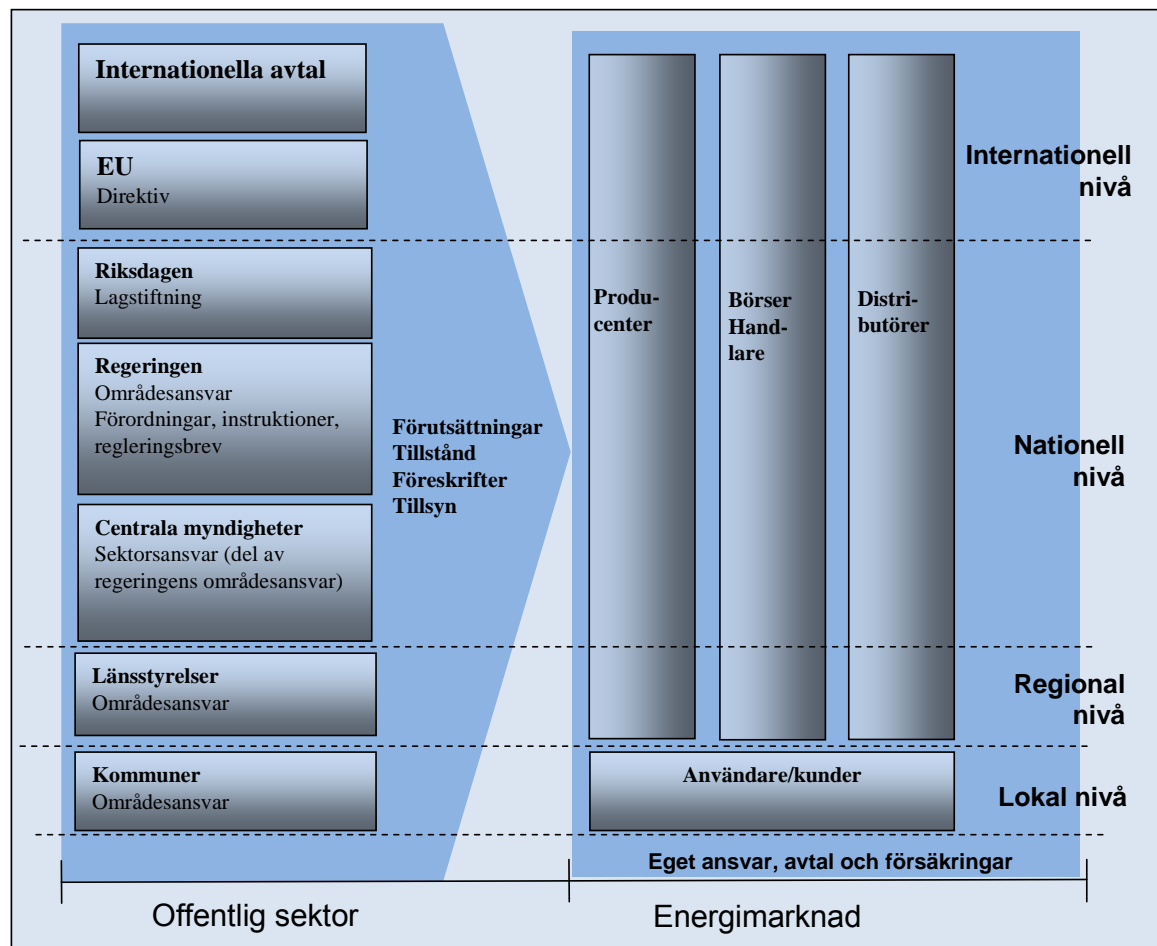 Internationella avtal
EU
Direktiv
Riksdagen
Lagstiftning
Regeringen
Områdesansvar
Förordningar, instruktioner,
regleringsbrev
Centrala myndigheter
Sektorsansvar (del av
regeringens områdesansvar)
Länsstyrelser
Områdesansvar
Kommuner
Områdesansvar
Förutsättningar
Tillstånd
Föreskrifter
Tillsyn
Produ-
center
Börser
Hand-
lare
Distri-
butörer
Användare/kunder
Eget ansvar, avtal och försäkringar
Internationell
nivå
Nationell
nivå
Regional
nivå
Lokal nivå
Offentlig sektor
Energimarknad